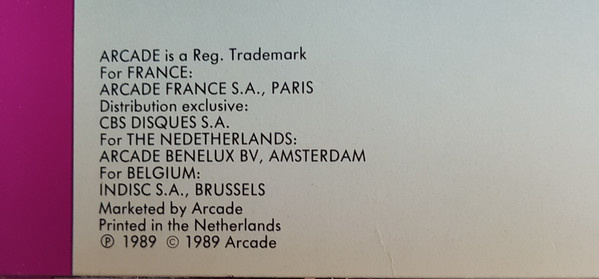 ARCADE is a Reg. Trademark
For FRANCE:
ARCADE FRANCE S.A., PARIS
Distribution exclusive:
CBS DISQUES S.A.
For THE NEDETHERLANDS:
ARCADE BENELUX BV, AMSTERDAM
For BELGIUM:
INDISC S.A., BRUSSELS
Marketed by Arcade
Printed in the Netherlands
℗ 1989 © 1989 Arcade